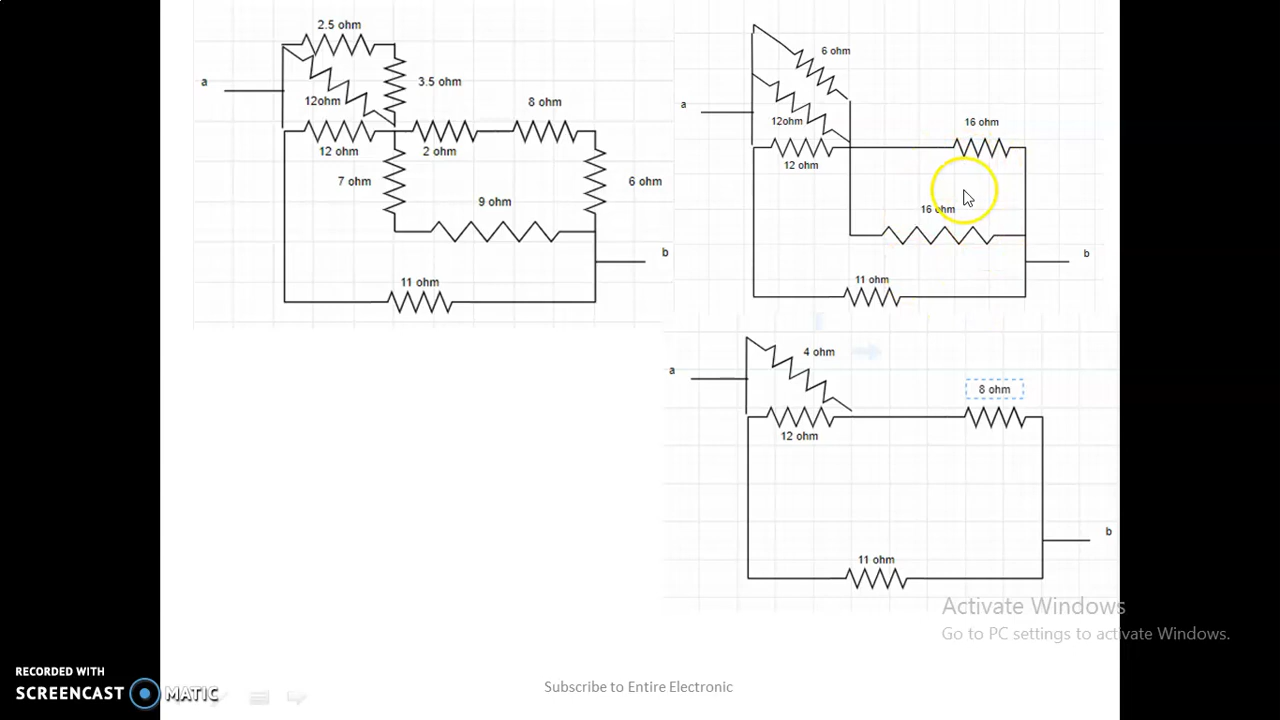 2.5 ohm
a
3.5 ohm
12ohm
8 ohm
12 ohm
2 ohm
7 ohm
6 ohm
9 ohm
b
11 ohm
6 ohm
a
12ohm
16 ohm
12 ohm
16 ohm
b
11 ohm
4 ohm
a
8 ohm
12 ohm
b
11 ohm
Activate Windows
Go to PC settings to activate Windows.
RECORDED WITH
SCREENCAST MATIC
Subscribe to Entire Electronic